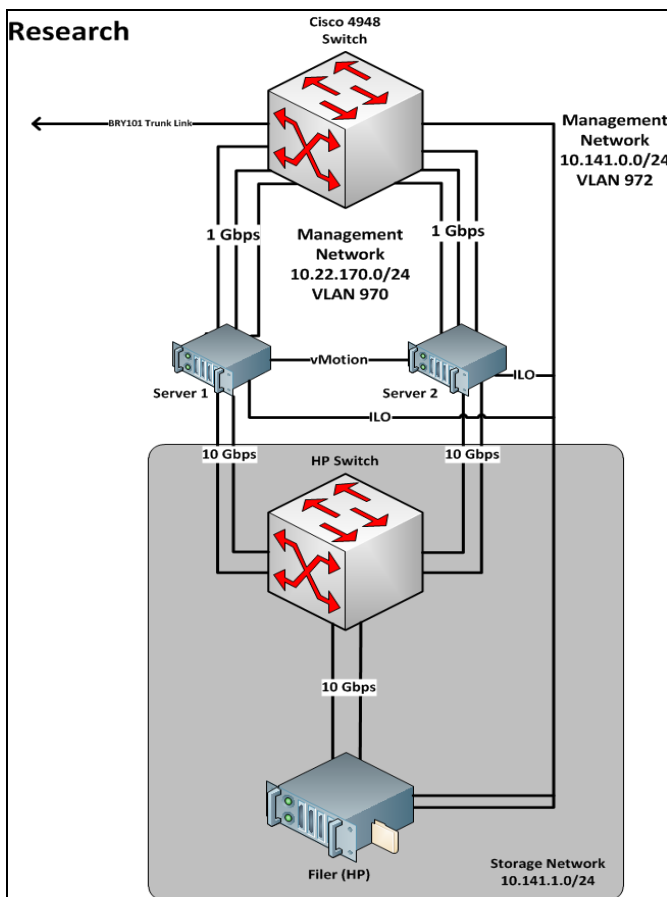 Research
Cisco 4948
Switch
BRY101 Trunk Link
Management
Network
10.141.0.0/24
VLAN 972
1 Gbps
Management
Network
10.22.170.0/24
VLAN 970
1 Gbps
vMotion
Server 1
Server 2
ILO
ILO
10 Gbps
HP Switch
10 Gbps
10 Gbps
Filer (HP)
Storage Network
10.141.1.0/24